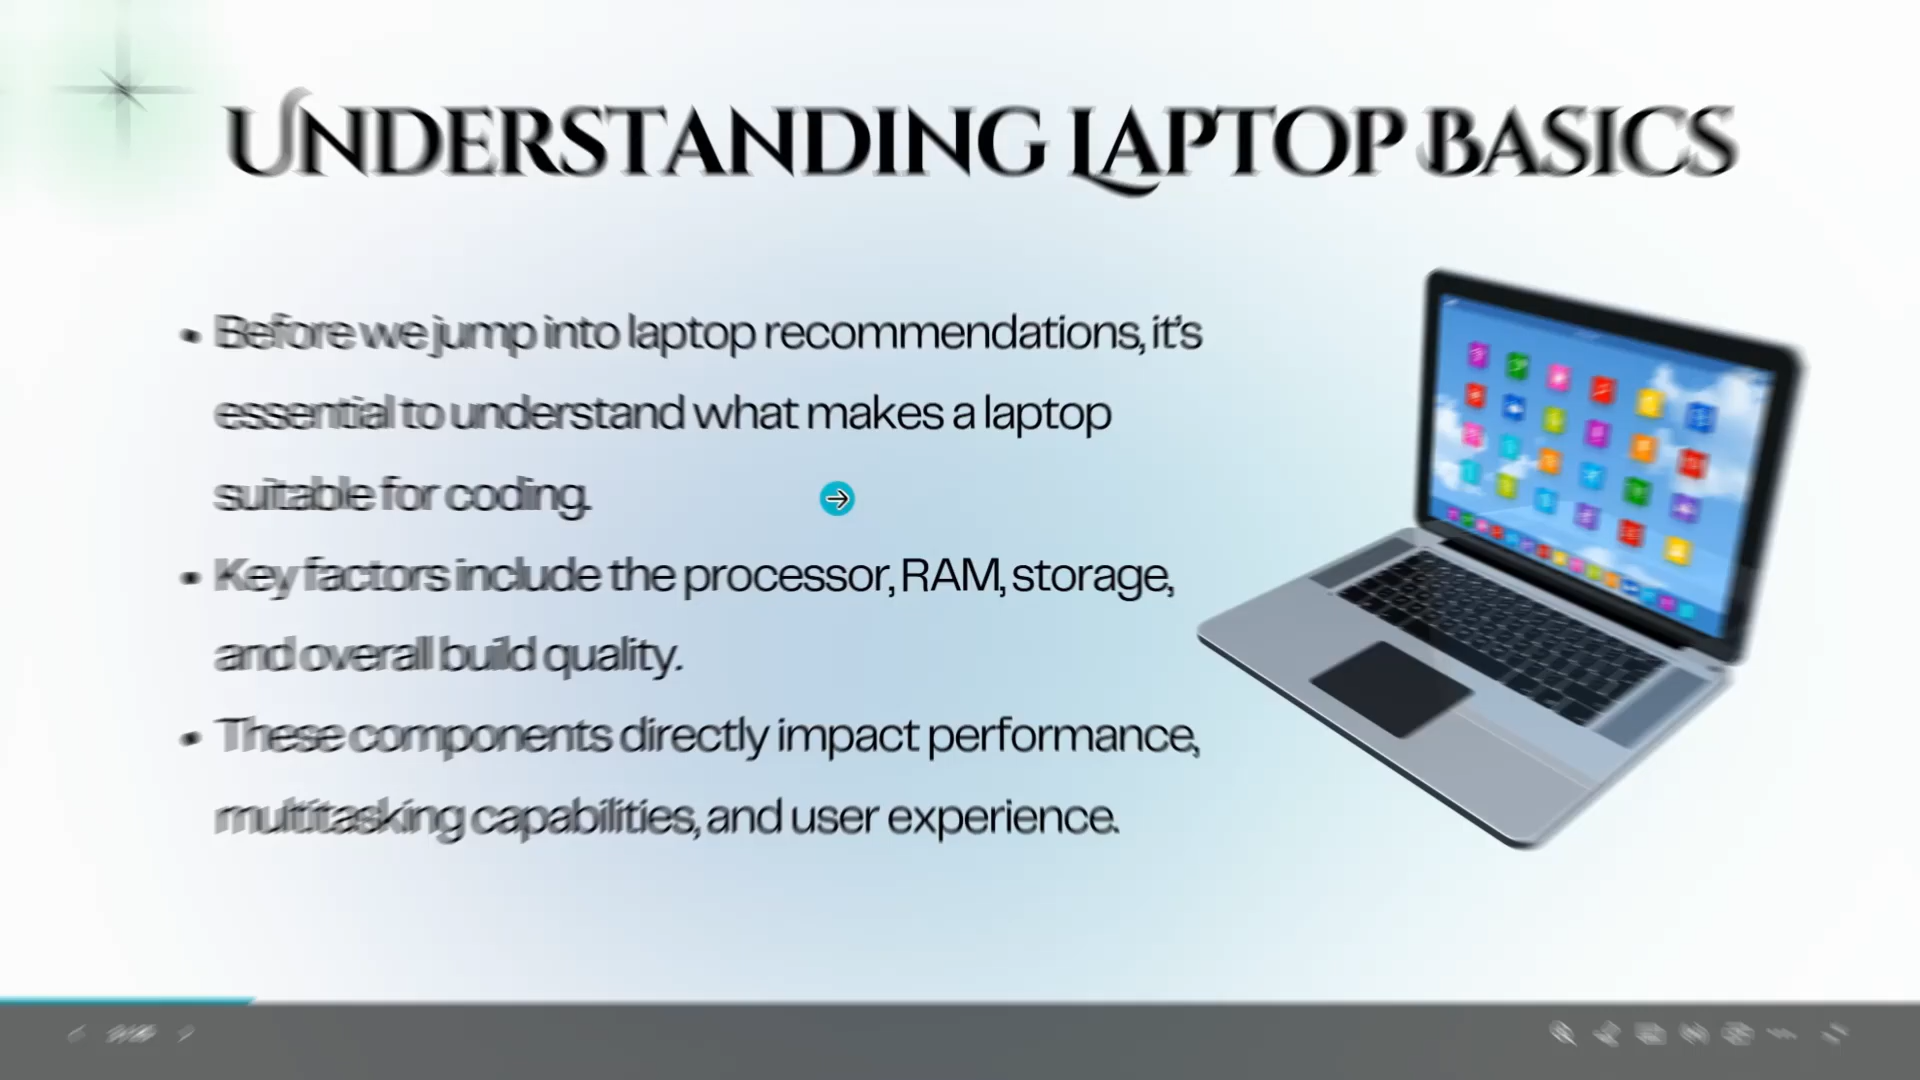 Understanding Laptop Basics
• Before we jump into laptop recommendations, it’s
essential to understand what makes a laptop
suitable for coding.
• Key factors include the processor, RAM, storage,
and overall build quality.
• These components directly impact performance,
multitasking capabilities, and user experience.